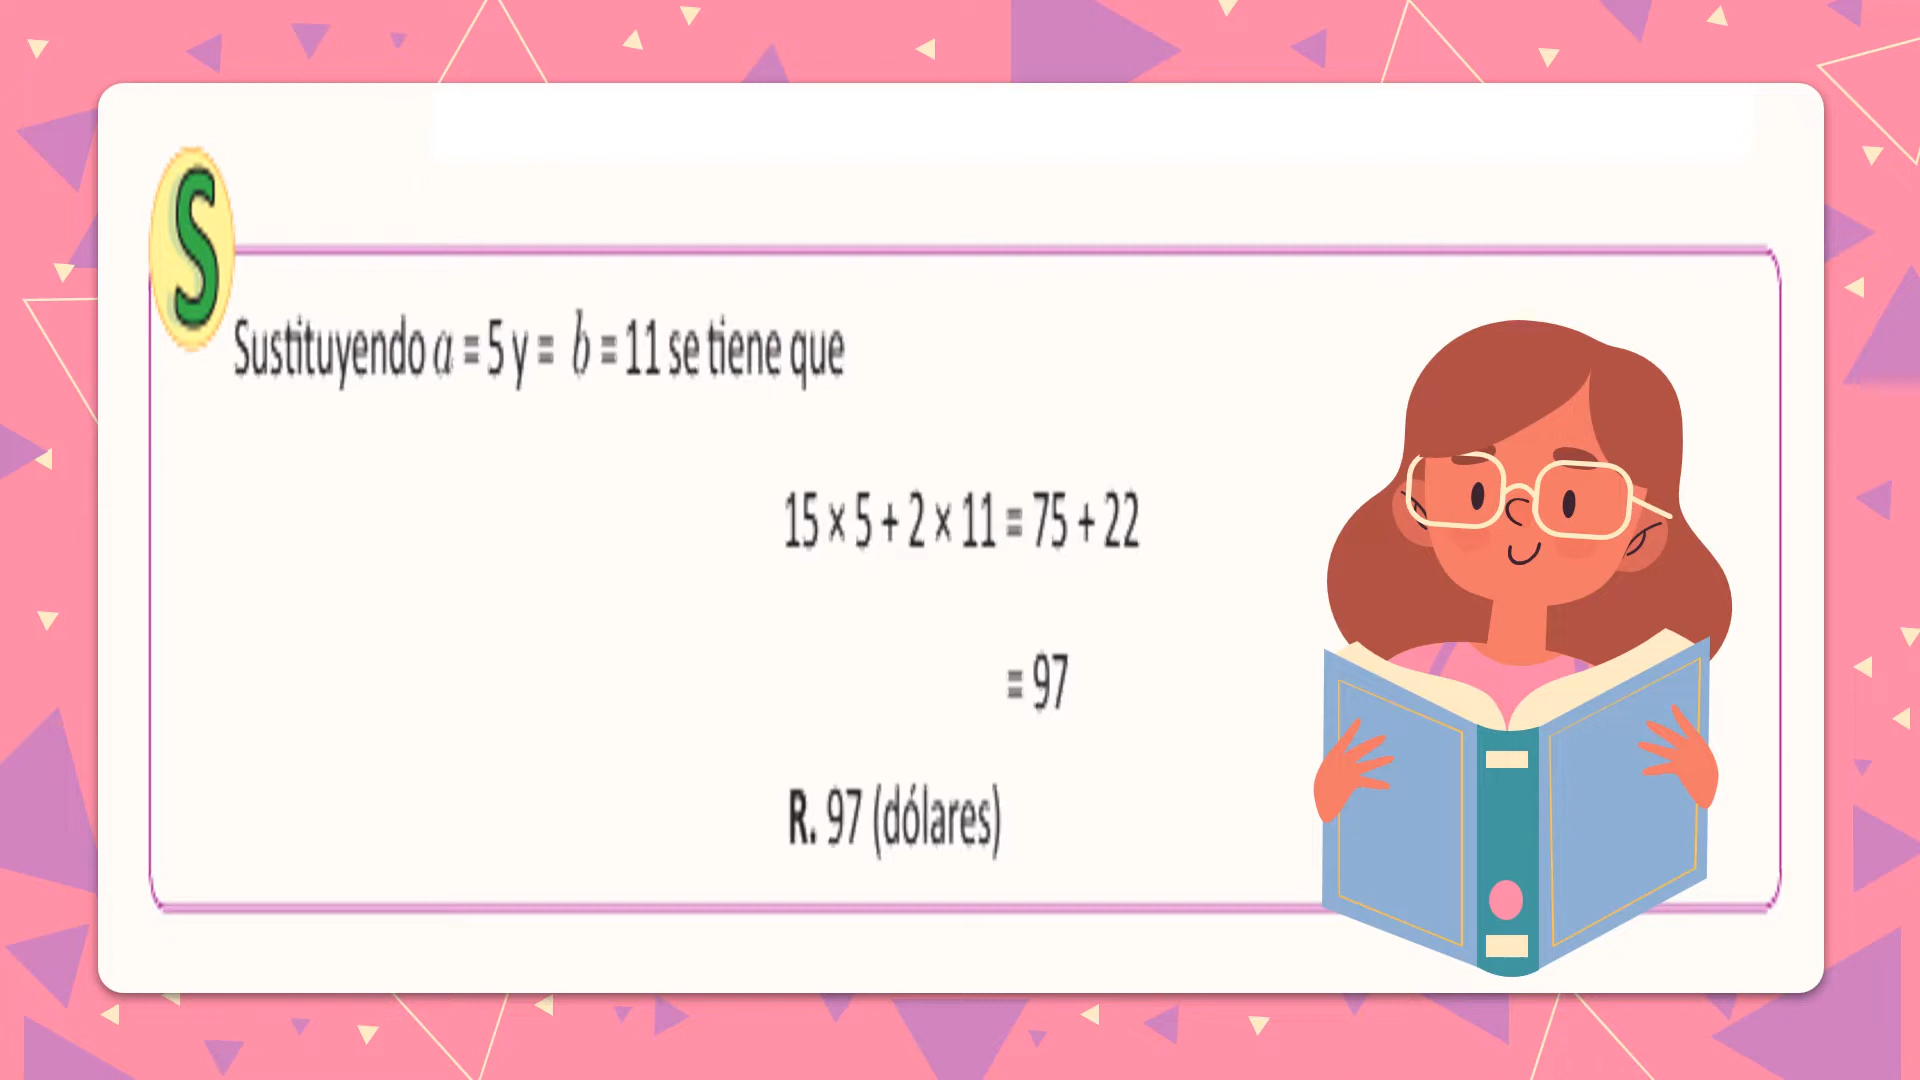 S
Sustituyendo a = 5 y = b = 11 se tiene que
15 × 5 + 2 × 11 = 75 + 22
= 97
R. 97 (dólares)